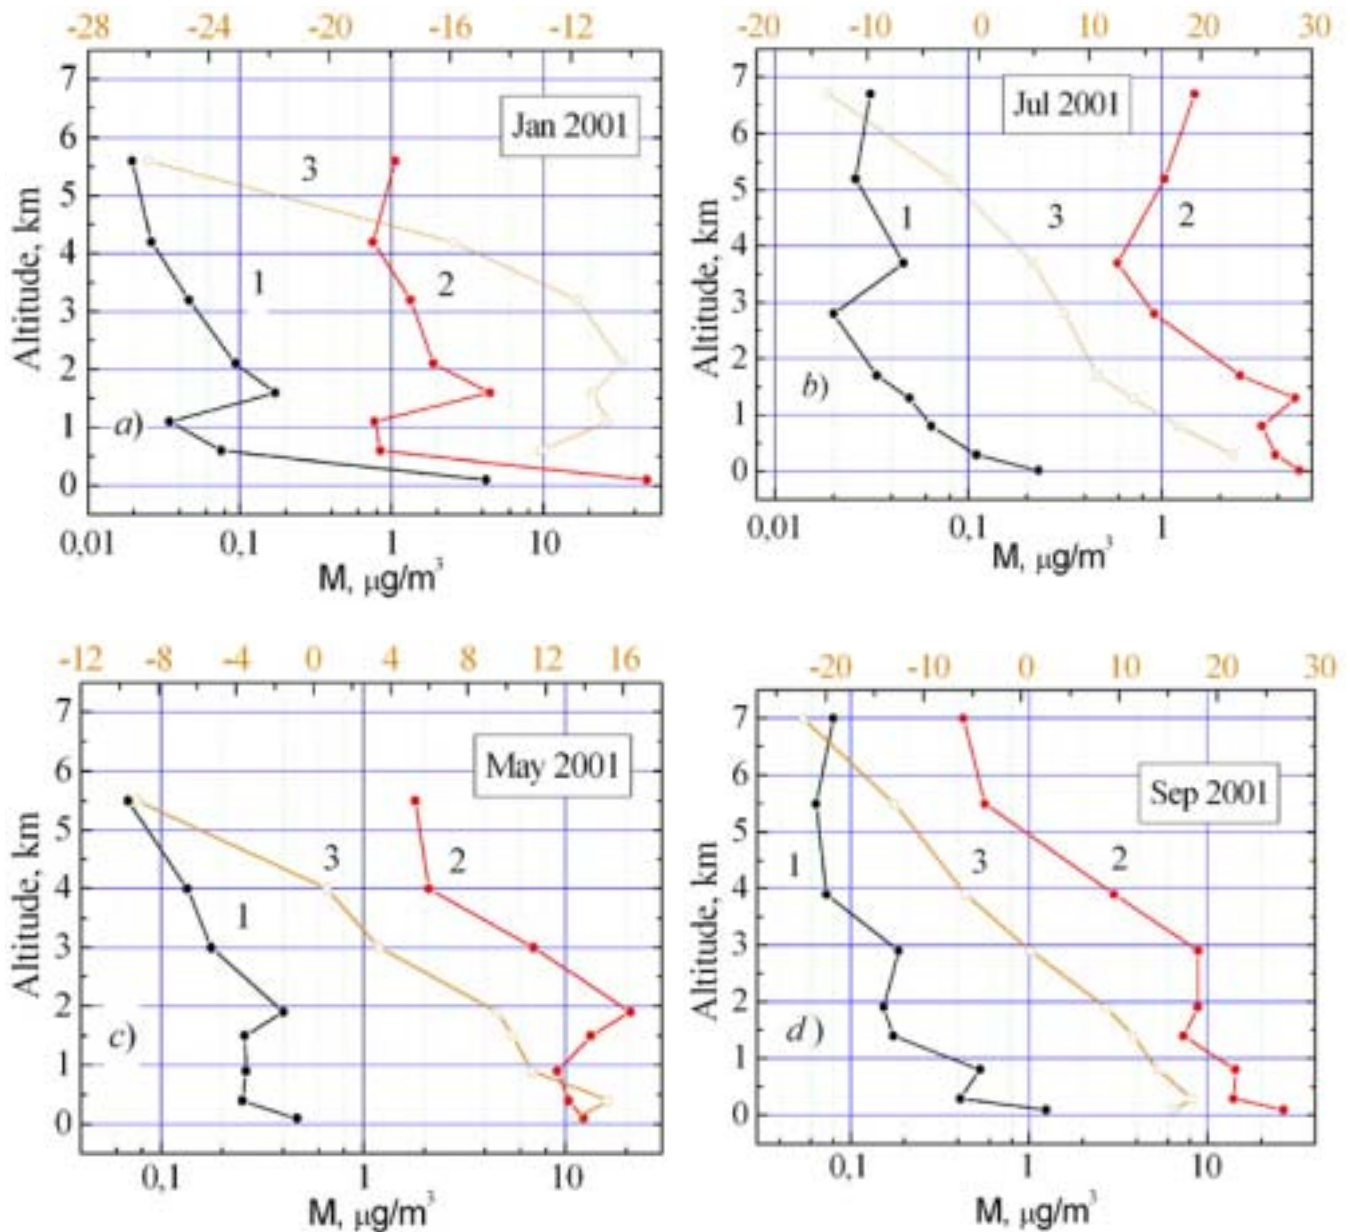 -28 -24 -20 -16 -12
7
6
5
4
3
2
1
0
Altitude, km
Jan 2001
3
1
2
a)
0,01 0,1 1 10
M, µg/m³
-20 -10 0 10 20 30
7
6
5
4
3
2
1
0
Altitude, km
Jul 2001
1
3
2
b)
0,01 0,1 1
M, µg/m³
-12 -8 -4 0 4 8 12 16
7
6
5
4
3
2
1
0
Altitude, km
May 2001
3
2
1
c)
0,1 1 10
M, µg/m³
-20 -10 0 10 20 30
7
6
5
4
3
2
1
0
Altitude, km
Sep 2001
1
3
2
d)
0,1 1 10
M, µg/m³